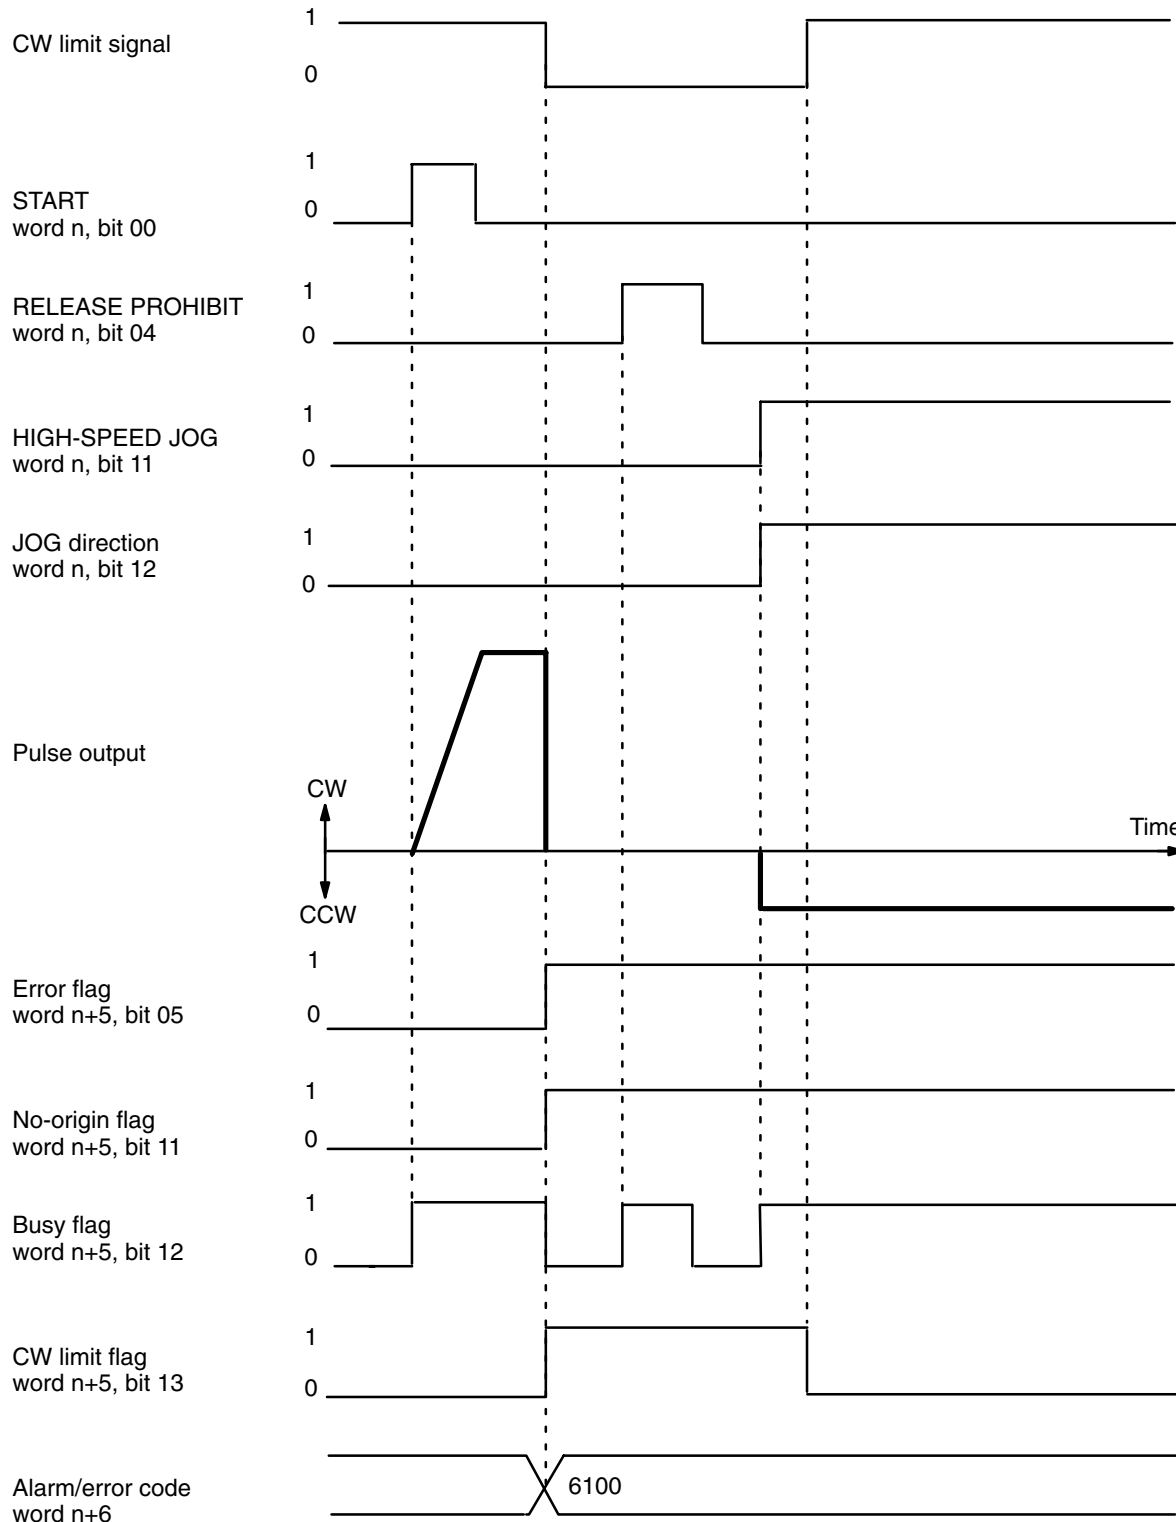 1
CW limit signal
0
1
START
0
word n, bit 00
RELEASE PROHIBIT
1
word n, bit 04
0
1
HIGH-SPEED JOG
0
word n, bit 11
JOG direction
1
word n, bit 12
0
Pulse output
CW
Time
CCW
1
Error flag
0
word n+5, bit 05
1
No-origin flag
0
word n+5, bit 11
1
Busy flag
0
word n+5, bit 12
1
CW limit flag
0
word n+5, bit 13
Alarm/error code
6100
word n+6